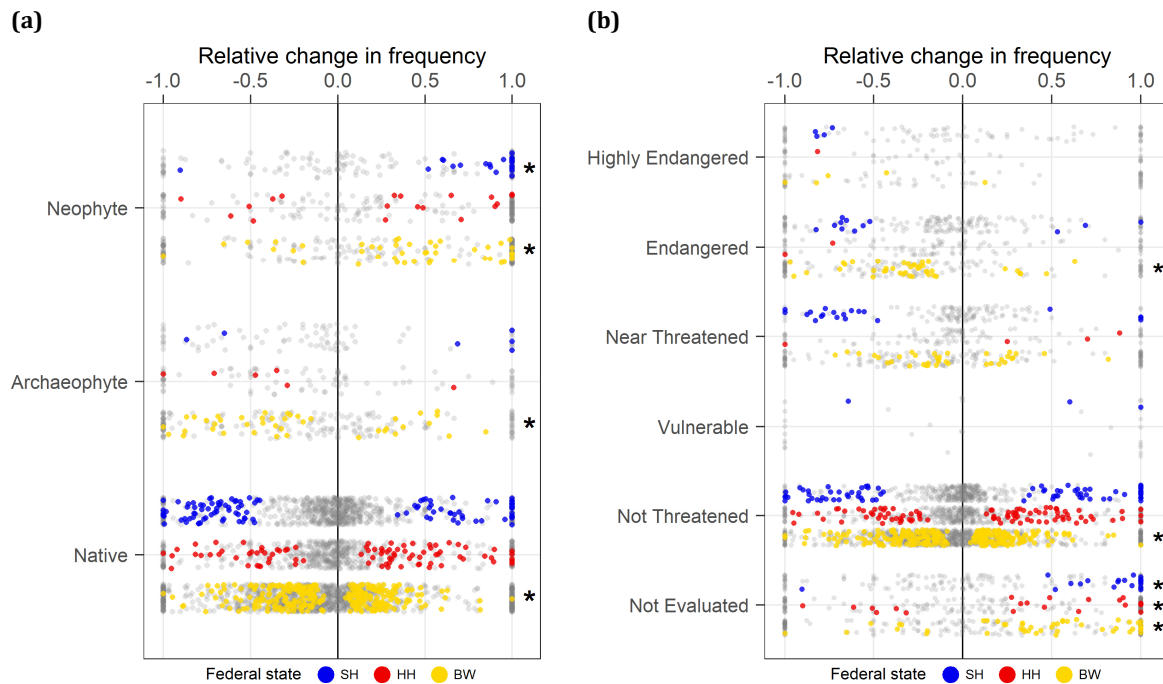 (a)
Relative change in frequency
-1.0 -0.5 0.0 0.5 1.0
*
Neophyte
*
Archaeophyte
*
Native
*
Federal state SH HH BW
(b)
Relative change in frequency
-1.0 -0.5 0.0 0.5 1.0
Highly Endangered
Endangered
*
Near Threatened
Vulnerable
Not Threatened
*
*
Not Evaluated *
*
Federal state SH HH BW